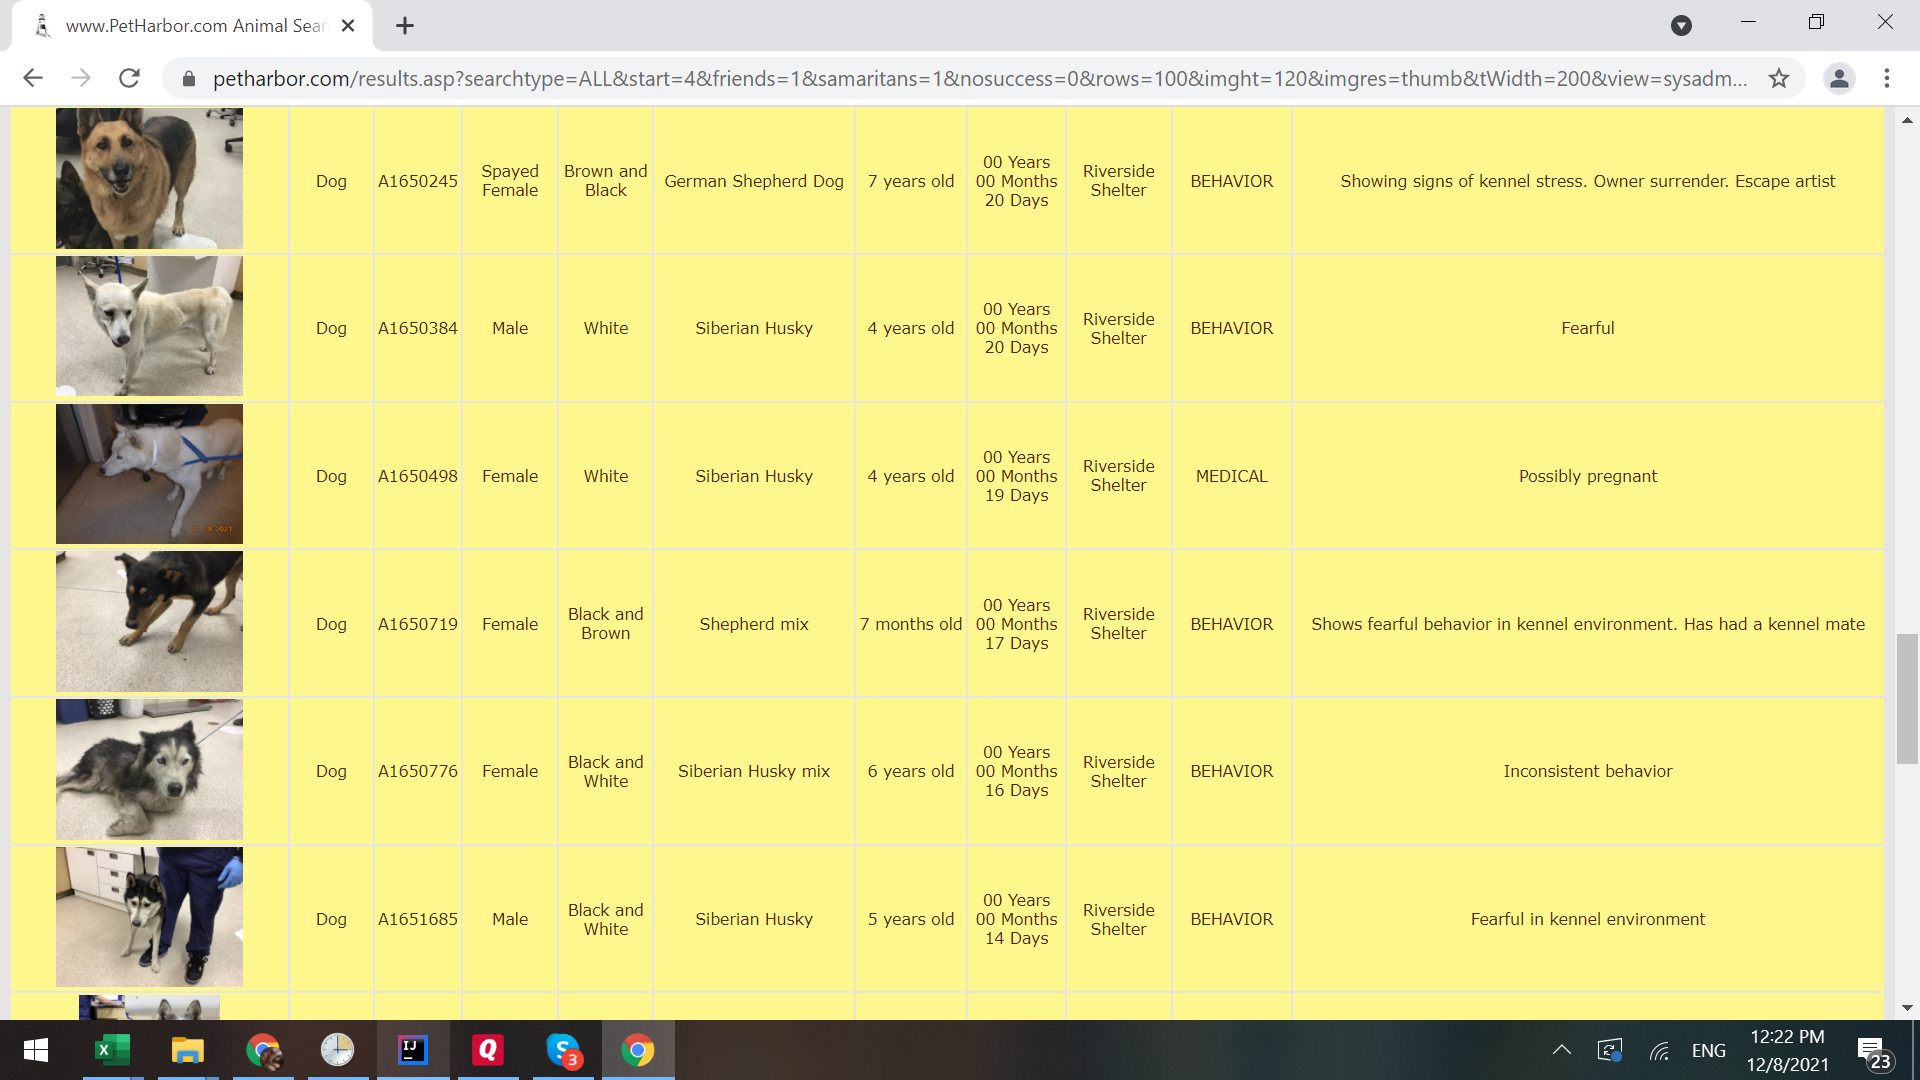 www.PetHarbor.com Animal Sear
petharbor.com/results.asp?searchtype=ALL&start=4&friends=1&samaritans=1&nosuccess=0&rows=100&imght=120&imgres=thumb&tWidth=200&view=sysadm...
Dog
A1650245
Spayed
Female
Brown and
Black
German Shepherd Dog
7 years old
00 Years
00 Months
20 Days
Riverside
Shelter
BEHAVIOR
Showing signs of kennel stress. Owner surrender. Escape artist
Dog
A1650384
Male
White
Siberian Husky
4 years old
00 Years
00 Months
20 Days
Riverside
Shelter
BEHAVIOR
Fearful
Dog
A1650498
Female
White
Siberian Husky
4 years old
00 Years
00 Months
19 Days
Riverside
Shelter
MEDICAL
Possibly pregnant
Dog
A1650719
Female
Black and
Brown
Shepherd mix
7 months old
00 Years
00 Months
17 Days
Riverside
Shelter
BEHAVIOR
Shows fearful behavior in kennel environment. Has had a kennel mate
Dog
A1650776
Female
Black and
White
Siberian Husky mix
6 years old
00 Years
00 Months
16 Days
Riverside
Shelter
BEHAVIOR
Inconsistent behavior
Dog
A1651685
Male
Black and
White
Siberian Husky
5 years old
00 Years
00 Months
14 Days
Riverside
Shelter
BEHAVIOR
Fearful in kennel environment
X
IJ
Q
S
3
ENG
12:22 PM
12/8/2021
23